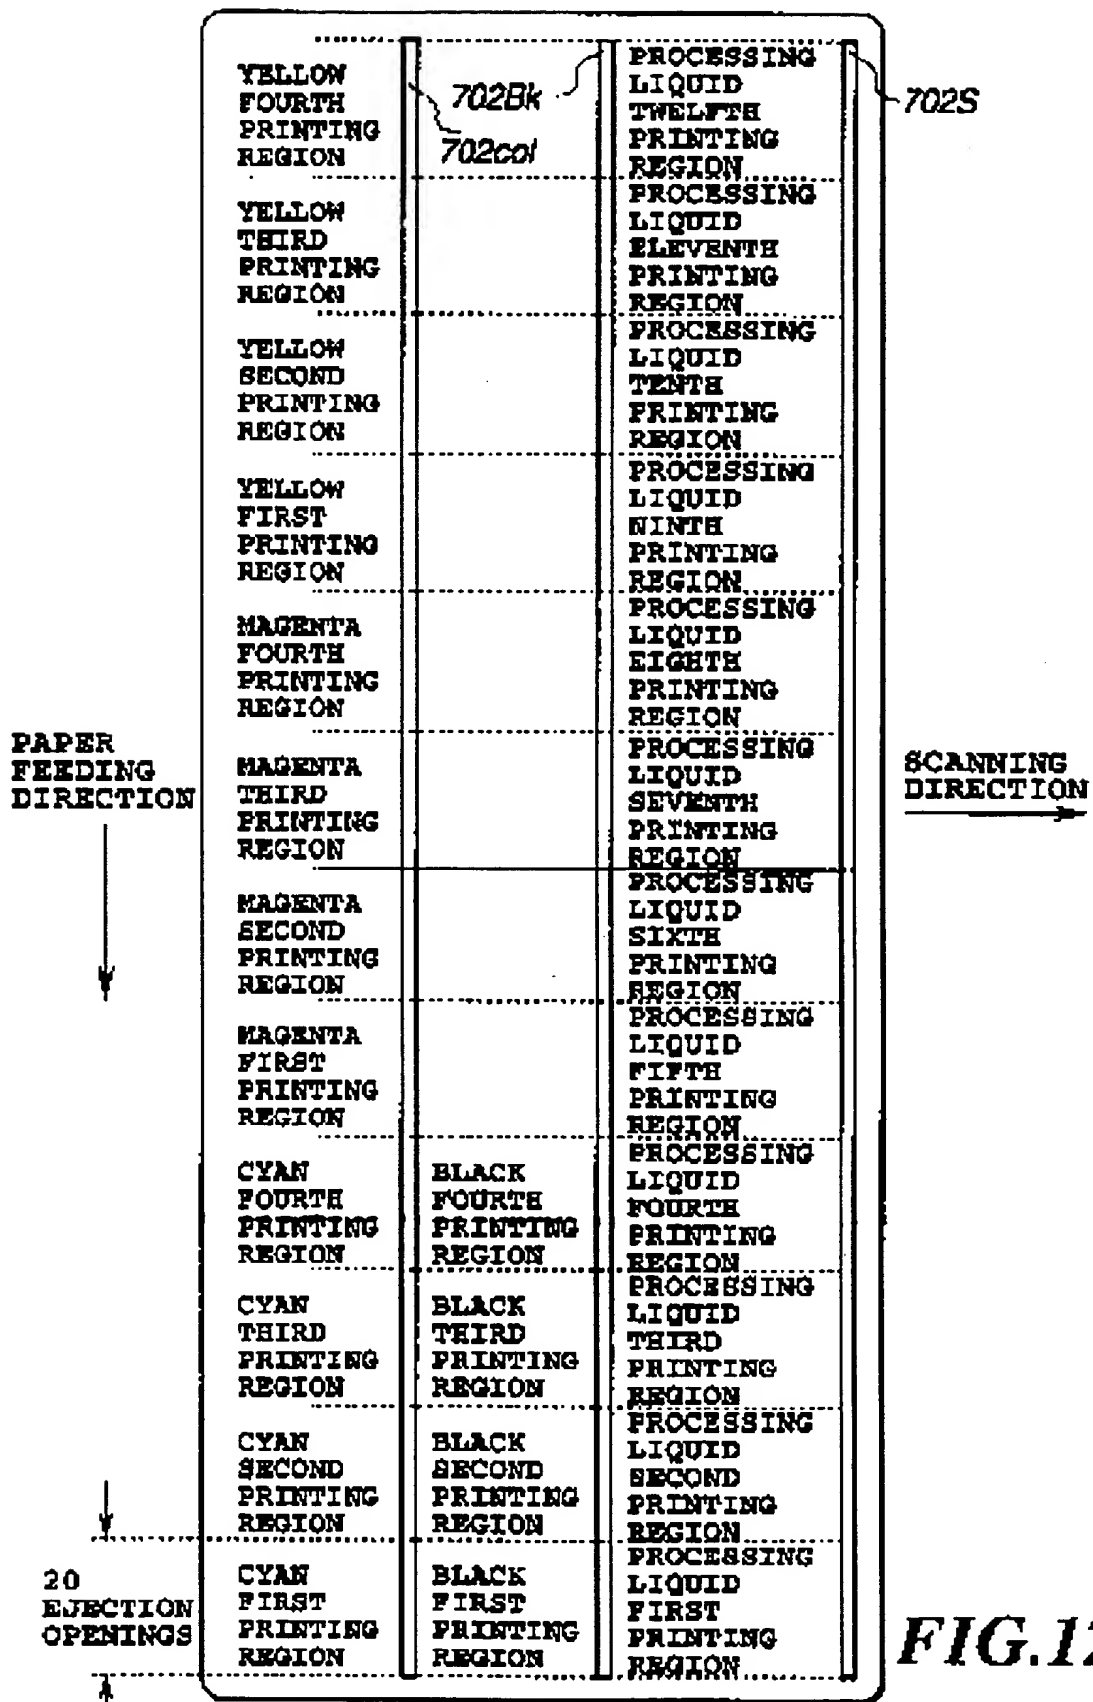 YELLOW
FOURTH
PRINTING
REGION
702col
702Bk
PROCESSING
LIQUID
TWELFTH
PRINTING
REGION
702S
YELLOW
THIRD
PRINTING
REGION
PROCESSING
LIQUID
ELEVENTH
PRINTING
REGION
YELLOW
SECOND
PRINTING
REGION
PROCESSING
LIQUID
TENTH
PRINTING
REGION
YELLOW
FIRST
PRINTING
REGION
PROCESSING
LIQUID
NINTH
PRINTING
REGION
MAGENTA
FOURTH
PRINTING
REGION
PROCESSING
LIQUID
EIGHTH
PRINTING
REGION
PAPER
FEEDING
DIRECTION
MAGENTA
THIRD
PRINTING
REGION
PROCESSING
LIQUID
SEVENTH
PRINTING
REGION
SCANNING
DIRECTION
MAGENTA
SECOND
PRINTING
REGION
PROCESSING
LIQUID
SIXTH
PRINTING
REGION
MAGENTA
FIRST
PRINTING
REGION
PROCESSING
LIQUID
FIFTH
PRINTING
REGION
CYAN
FOURTH
PRINTING
REGION
BLACK
FOURTH
PRINTING
REGION
PROCESSING
LIQUID
FOURTH
PRINTING
REGION
CYAN
THIRD
PRINTING
REGION
BLACK
THIRD
PRINTING
REGION
PROCESSING
LIQUID
THIRD
PRINTING
REGION
CYAN
SECOND
PRINTING
REGION
BLACK
SECOND
PRINTING
REGION
PROCESSING
LIQUID
SECOND
PRINTING
REGION
20
EJECTION
OPENINGS
CYAN
FIRST
PRINTING
REGION
BLACK
FIRST
PRINTING
REGION
PROCESSING
LIQUID
FIRST
PRINTING
REGION